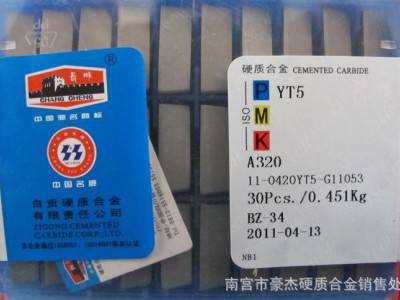 长城
®
CHANG CHENG
中国驰名商标
中国名牌
自贡硬质合金
有限责任公司
ZIGONG CEMENTED
CARBIDE CORP.,LTD.
硬质合金 CEMENTED CARBIDE
ISO
P
M
K
YT5
A320
11-0420YT5-G11053
30Pcs./0.451Kg
BZ-34
2011-04-13
NB1
南宫市豪杰硬质合金销售处